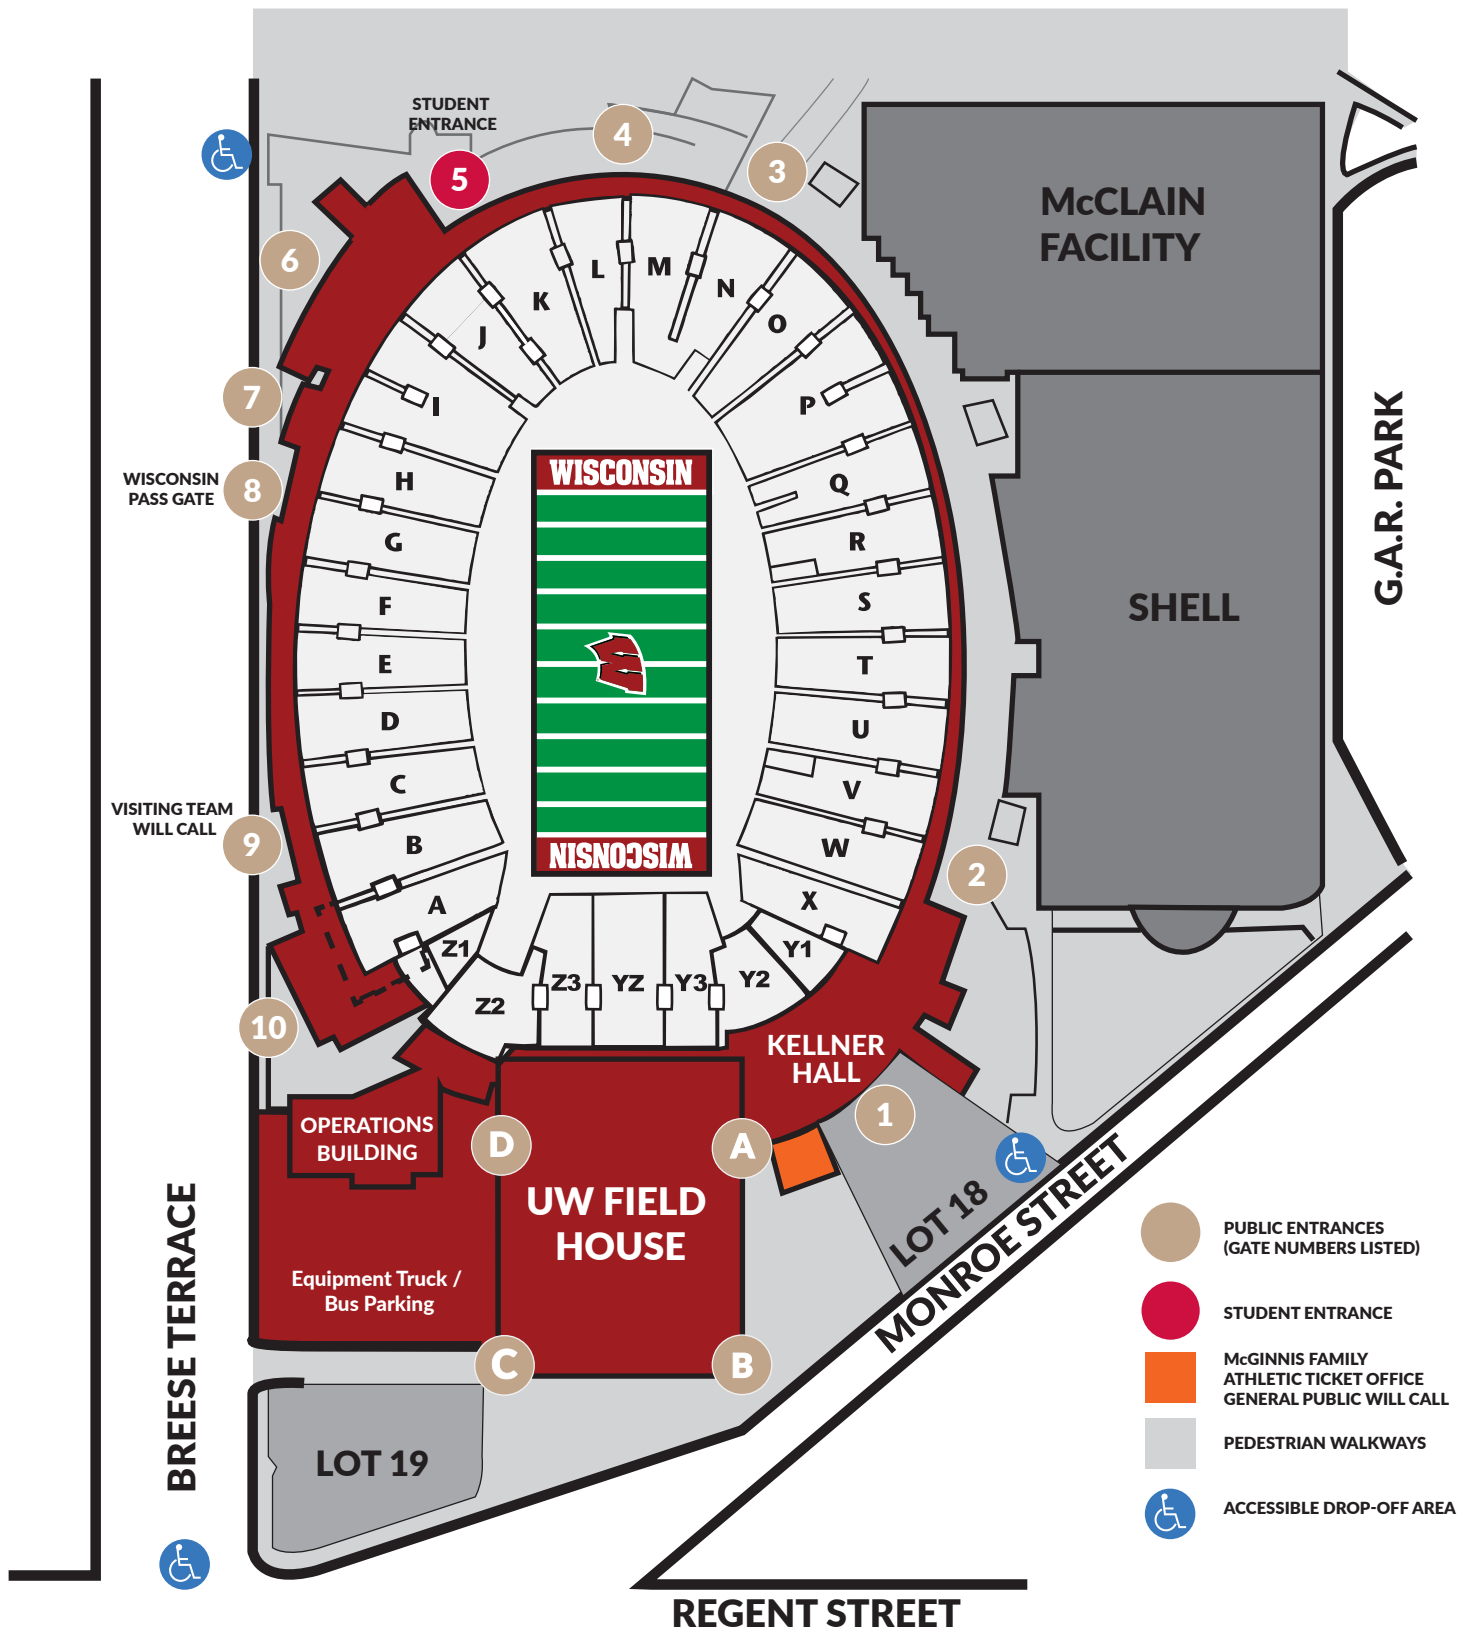 STUDENT
ENTRANCE
4
3
5
6
7
WISCONSIN
PASS GATE
8
VISITING TEAM
WILL CALL
9
10
2
1
McCLAIN
FACILITY
SHELL
G.A.R. PARK
L
M
K
N
J
O
I
P
H
Q
G
R
F
S
E
T
D
U
C
V
B
W
A
X
Z1
Z2
Z3
YZ
Y3
Y2
Y1
WISCONSIN
W
WISCONSIN
KELLNER
HALL
OPERATIONS
BUILDING
D
A
UW FIELD
HOUSE
C
B
Equipment Truck /
Bus Parking
LOT 18
LOT 19
BREESE TERRACE
MONROE STREET
REGENT STREET
PUBLIC ENTRANCES
(GATE NUMBERS LISTED)
STUDENT ENTRANCE
McGINNIS FAMILY
ATHLETIC TICKET OFFICE
GENERAL PUBLIC WILL CALL
PEDESTRIAN WALKWAYS
ACCESSIBLE DROP-OFF AREA